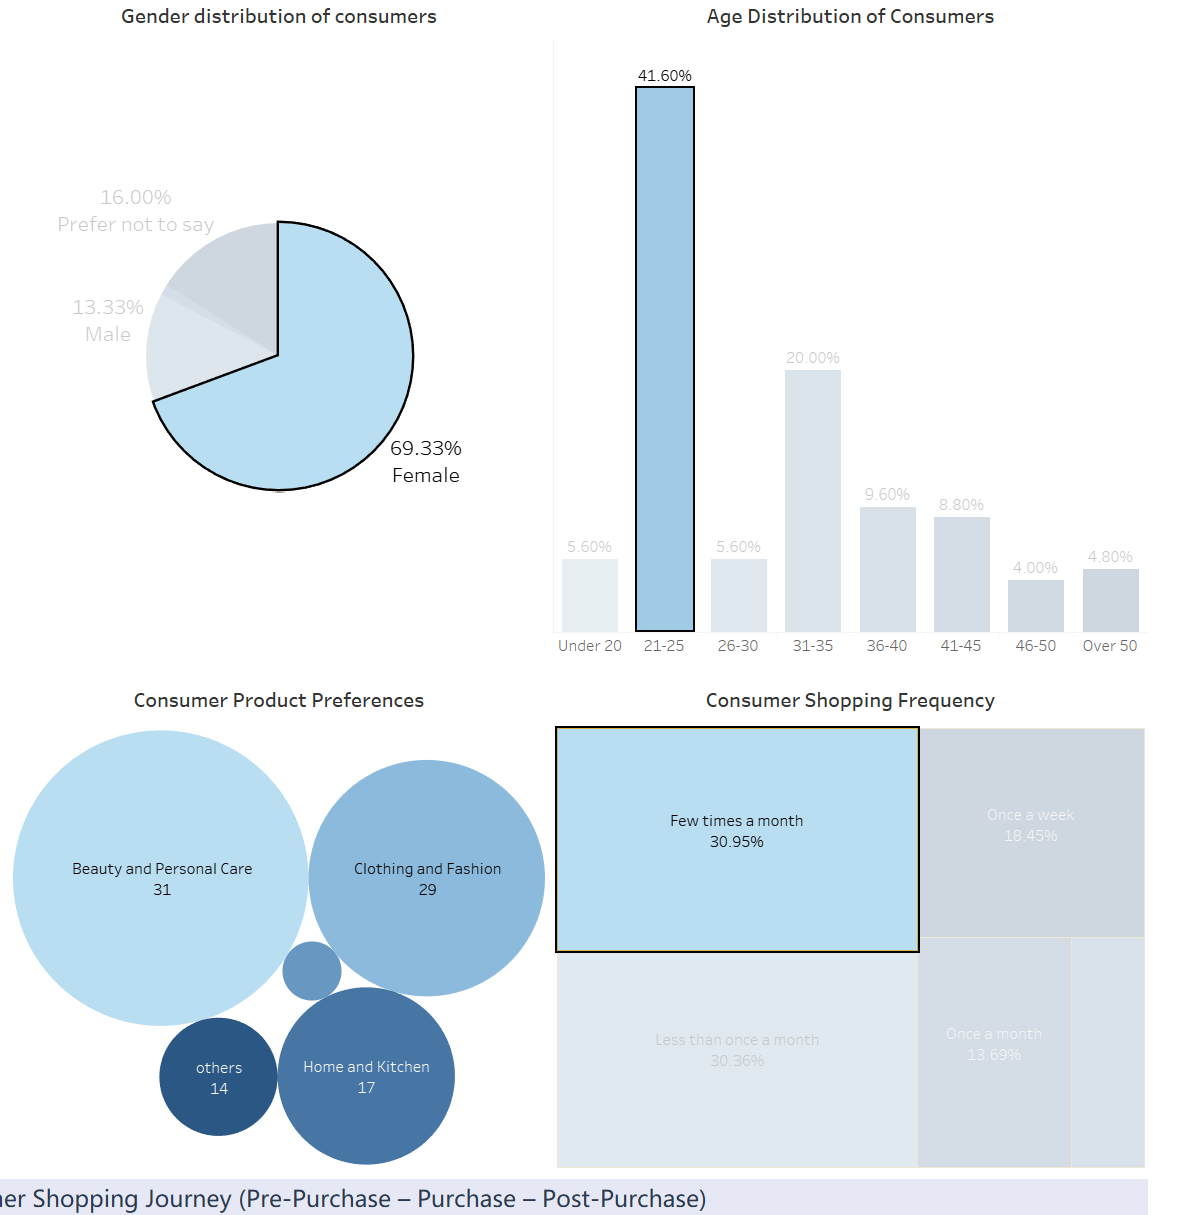 Gender distribution of consumers
16.00%
Prefer not to say
13.33%
Male
69.33%
Female
Age Distribution of Consumers
41.60%
20.00%
9.60%
8.80%
5.60%
5.60%
4.00%
4.80%
Under 20
21-25
26-30
31-35
36-40
41-45
46-50
Over 50
Consumer Product Preferences
Beauty and Personal Care
31
Clothing and Fashion
29
others
14
Home and Kitchen
17
Consumer Shopping Frequency
Few times a month
30.95%
Once a week
18.45%
Less than once a month
30.36%
Once a month
13.69%
Shopping Journey (Pre-Purchase – Purchase – Post-Purchase)